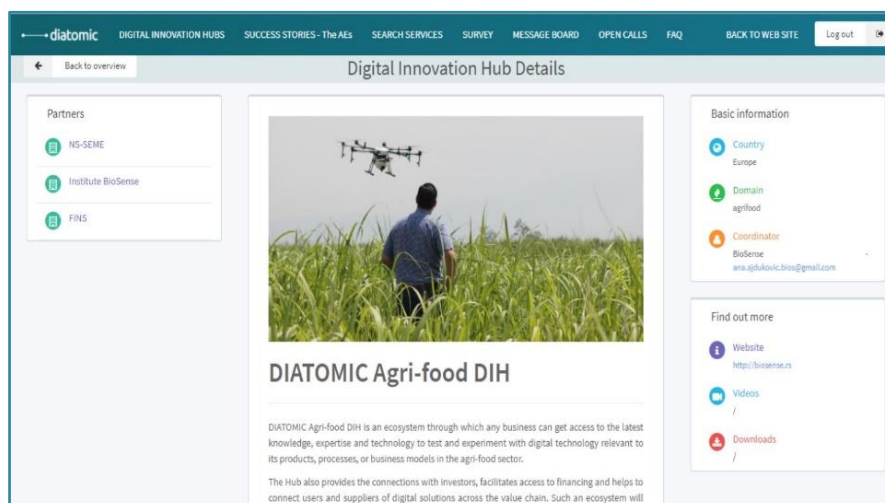 diatomic
DIGITAL INNOVATION HUBS
SUCCESS STORIES - The AEs
SEARCH SERVICES
SURVEY
MESSAGE BOARD
OPEN CALLS
FAQ
BACK TO WEB SITE
Log out
Back to overview
Digital Innovation Hub Details
Partners
NS-SEME
Institute BioSense
FINS
DIATOMIC Agri-food DIH
DIATOMIC Agri-food DIH is an ecosystem through which any business can get access to the latest
knowledge, expertise and technology to test and experiment with digital technology relevant to
its products, processes, or business models in the agri-food sector.
The Hub also provides the connections with investors, facilitates access to financing and helps to
connect users and suppliers of digital solutions across the value chain. Such an ecosystem will
Basic information
Country
Europe
Domain
agrifood
Coordinator
BioSense -
ana.ajdukovic.bios@gmail.com
Find out more
Website
http://biosense.rs
Videos
/
Downloads
/